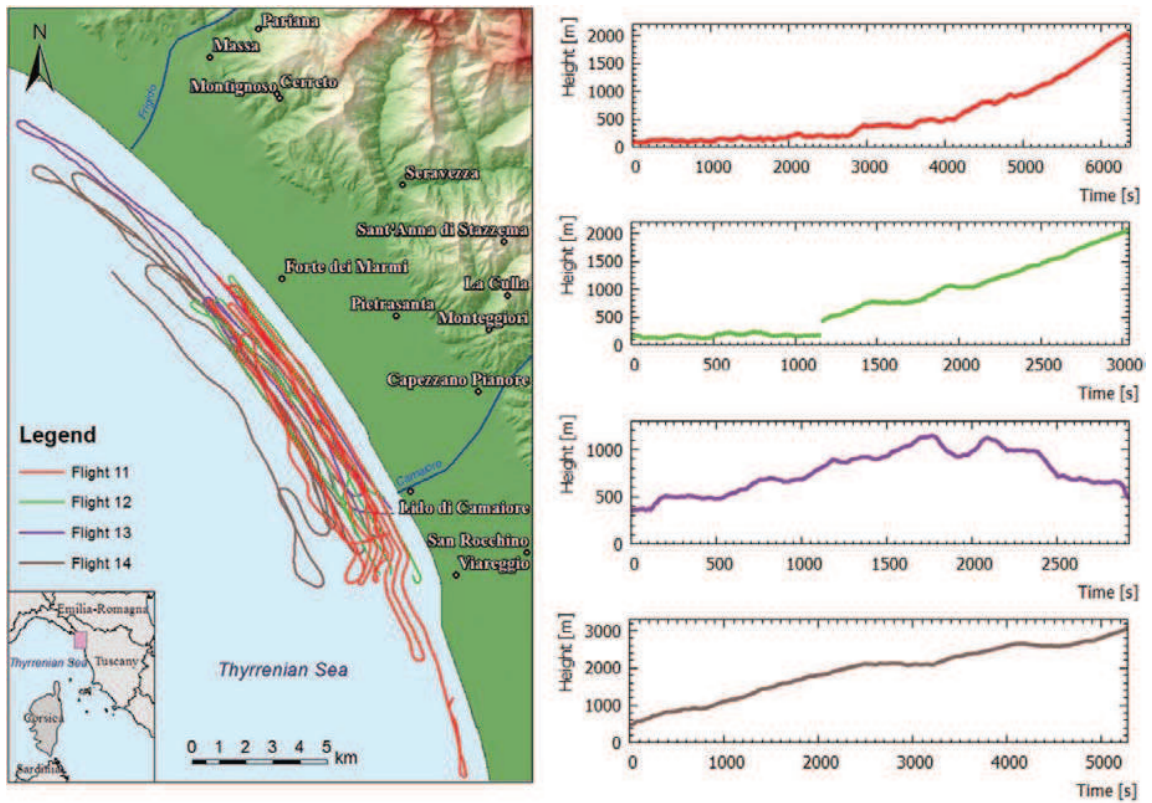 N
Pariana
Massa
Montignoso
Cerreto
Frigido
Seravezza
Sant'Anna di Stazzema
Forte dei Marmi
La Culla
Pietrasanta
Monteggiori
Capezzano Pianore
Camaiore
Lido di Camaiore
San Rocchino
Viareggio
Legend
Flight 11
Flight 12
Flight 13
Flight 14
Emilia-Romagna
Thyrrenian Sea
Tuscany
Corsica
Sardinia
Thyrrenian Sea
0 1 2 3 4 5
km
Height [m]
2000
1500
1000
500
0
0 1000 2000 3000 4000 5000 6000
Time [s]
Height [m]
2000
1500
1000
500
0
0 500 1000 1500 2000 2500 3000
Time [s]
Height [m]
1000
500
0
0 500 1000 1500 2000 2500
Time [s]
Height [m]
3000
2000
1000
0
0 1000 2000 3000 4000 5000
Time [s]